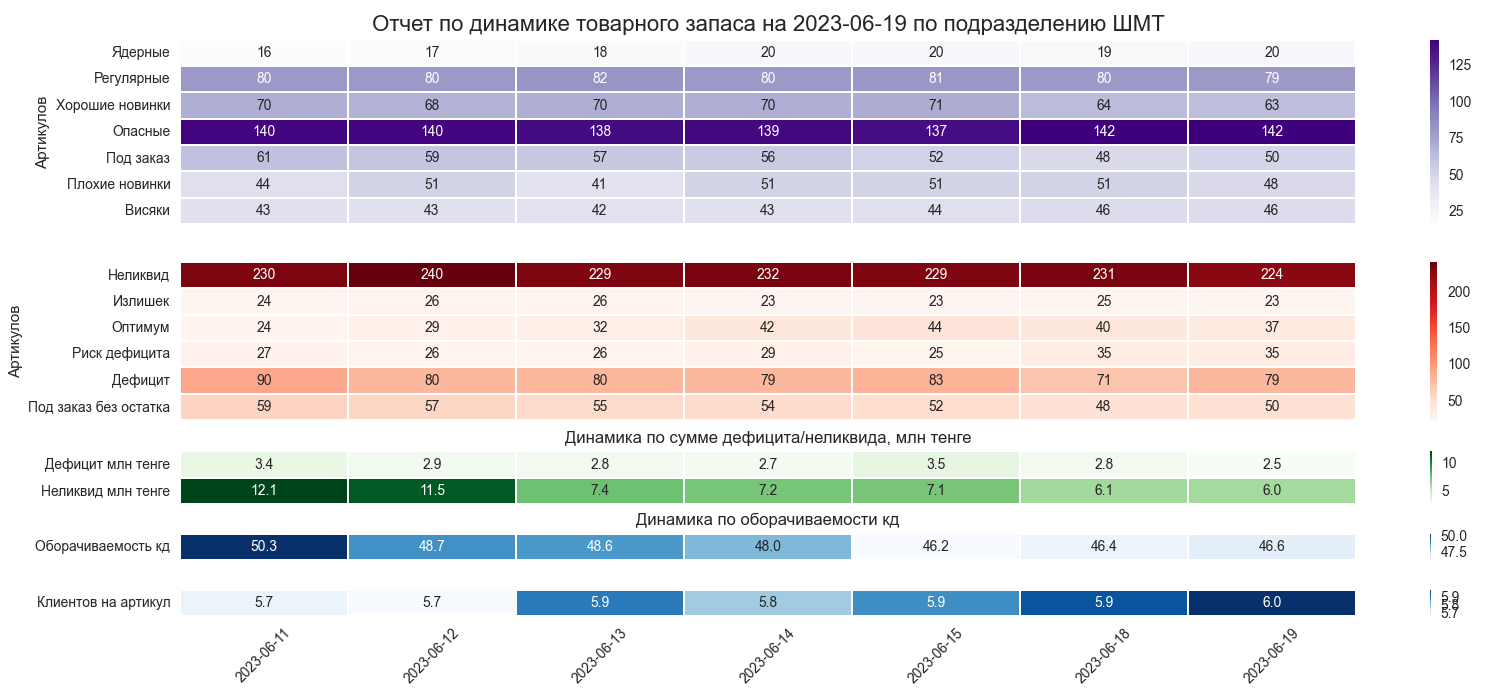 Отчет по динамике товарного запаса на 2023-06-19 по подразделению ШМТ
Артикулов
Ядерные 16 17 18 20 20 19 20
Регулярные 80 80 82 80 81 80 79
Хорошие новинки 70 68 70 70 71 64 63
Опасные 140 140 138 139 137 142 142
Под заказ 61 59 57 56 52 48 50
Плохие новинки 44 51 41 51 51 51 48
Висяки 43 43 42 43 44 46 46
125
100
75
50
25
Артикулов
Неликвид 230 240 229 232 229 231 224
Излишек 24 26 26 23 23 25 23
Оптимум 24 29 32 42 44 40 37
Риск дефицита 27 26 26 29 25 35 35
Дефицит 90 80 80 79 83 71 79
Под заказ без остатка 59 57 55 54 52 48 50
200
150
100
50
Динамика по сумме дефицита/неликвида, млн тенге
Дефицит млн тенге 3.4 2.9 2.8 2.7 3.5 2.8 2.5
Неликвид млн тенге 12.1 11.5 7.4 7.2 7.1 6.1 6.0
10
5
Динамика по оборачиваемости кд
Оборачиваемость кд 50.3 48.7 48.6 48.0 46.2 46.4 46.6
50.0
47.5
Клиентов на артикул 5.7 5.7 5.9 5.8 5.9 5.9 6.0
5.9
5.8
5.7
2023-06-11 2023-06-12 2023-06-13 2023-06-14 2023-06-15 2023-06-18 2023-06-19